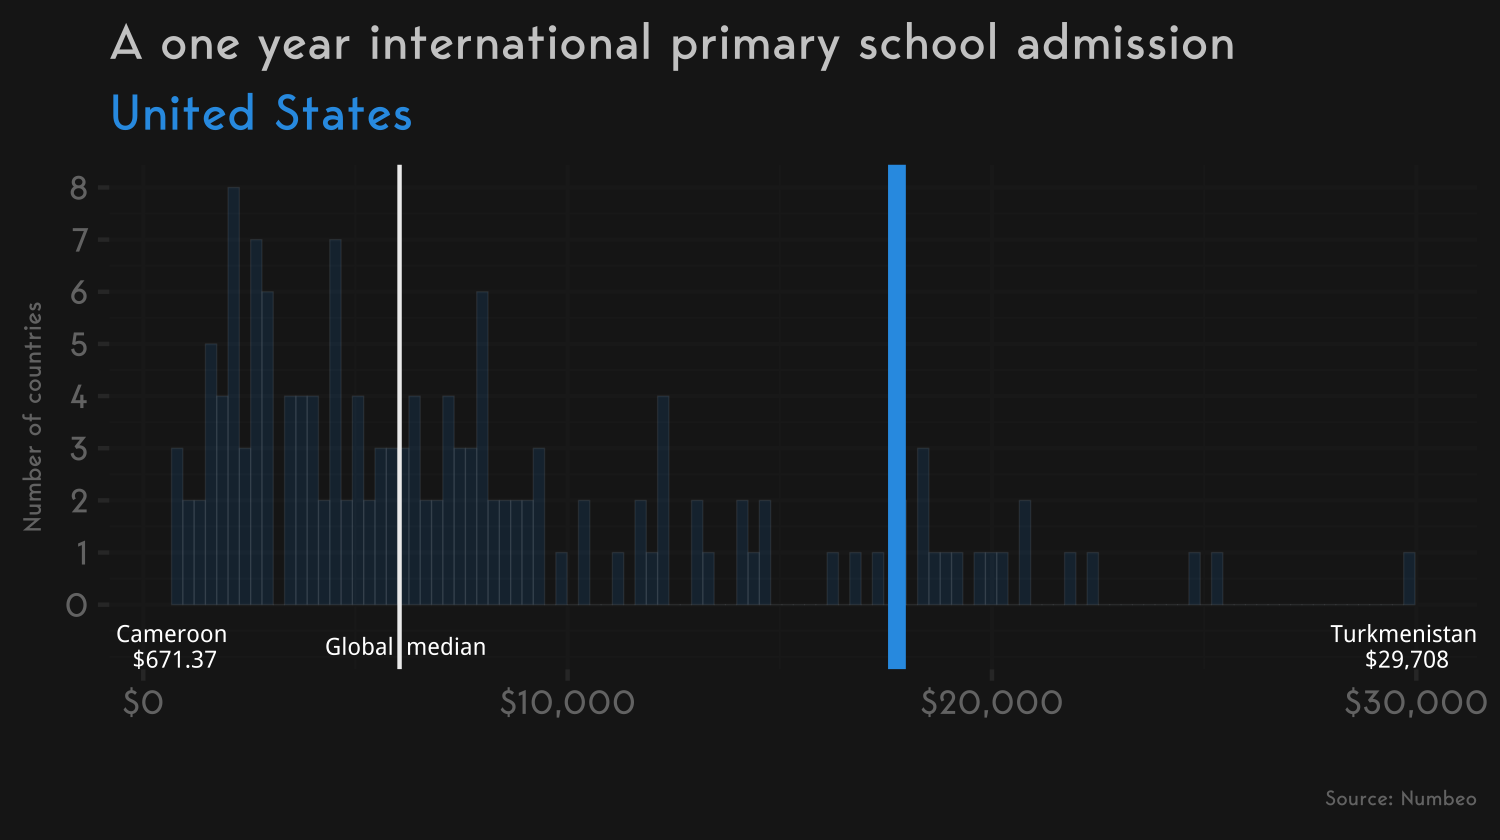 A one year international primary school admission
United States
Number of countries
8
7
6
5
4
3
2
1
0
Cameroon
$671.37
Global median
Turkmenistan
$29,708
$0 $10,000 $20,000 $30,000
Source: Numbeo